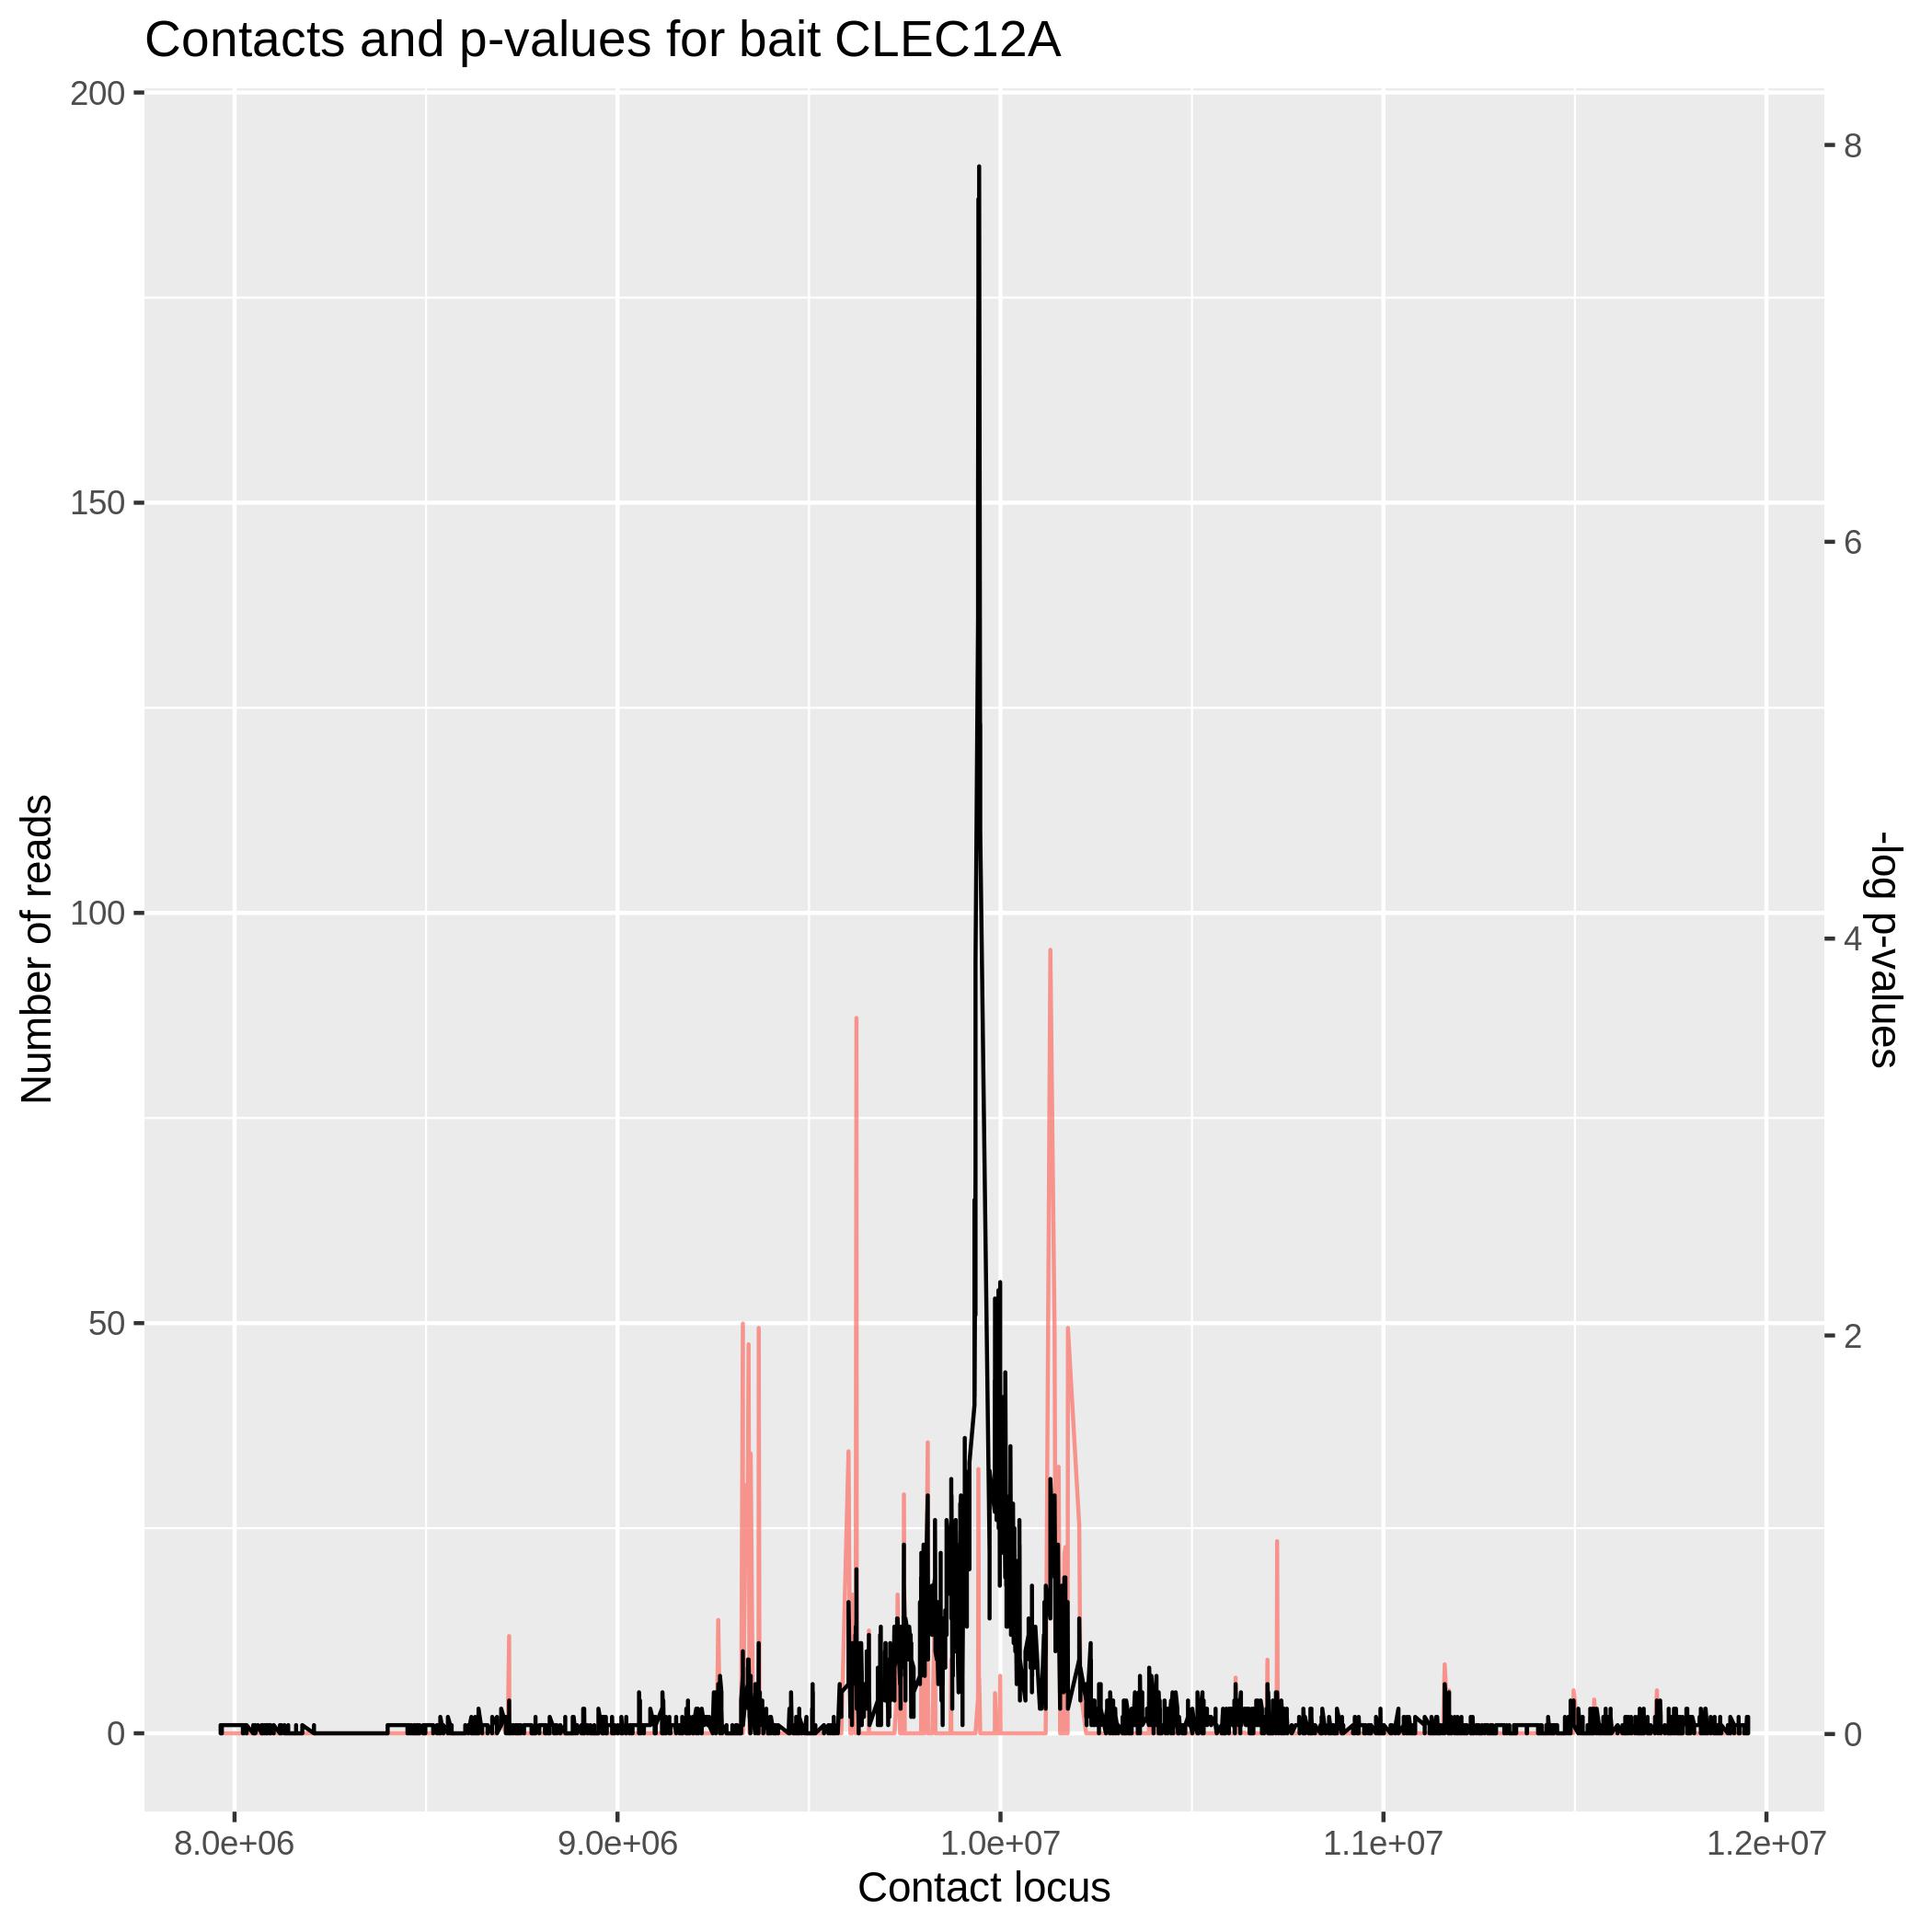 Contacts and p-values for bait CLEC12A
200
150
100
50
0
Number of reads
8
6
4
2
0
-log p-values
8.0e+06 9.0e+06 1.0e+07 1.1e+07 1.2e+07
Contact locus